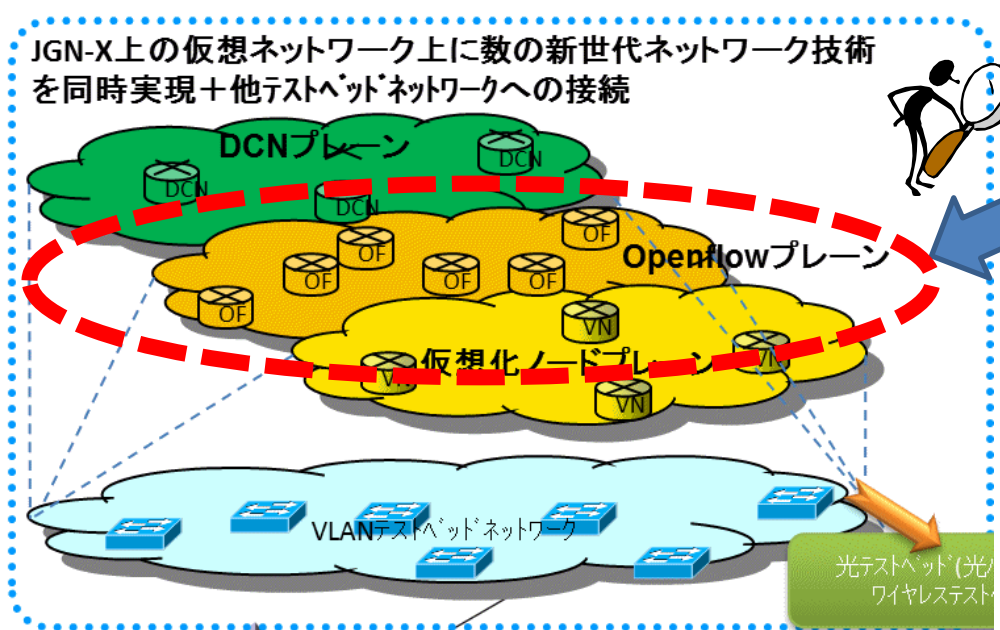 JGN-X上の仮想ネットワーク上に数の新世代ネットワーク技術
を同時実現＋他ﾃｽﾄﾍﾞｯﾄﾞﾈｯﾄﾜｰｸへの接続
DCNプレーン
DCN
DCN
DCN
OF
OF
Openflowプレーン
OF
OF
OF
OF
VN
仮想化ノードプレーン
VN
VN
VN
VLANﾃｽﾄﾍﾞｯﾄﾞﾈｯﾄﾜｰｸ
光ﾃｽﾄﾍﾞｯﾄﾞ(光
ワイヤレステスト